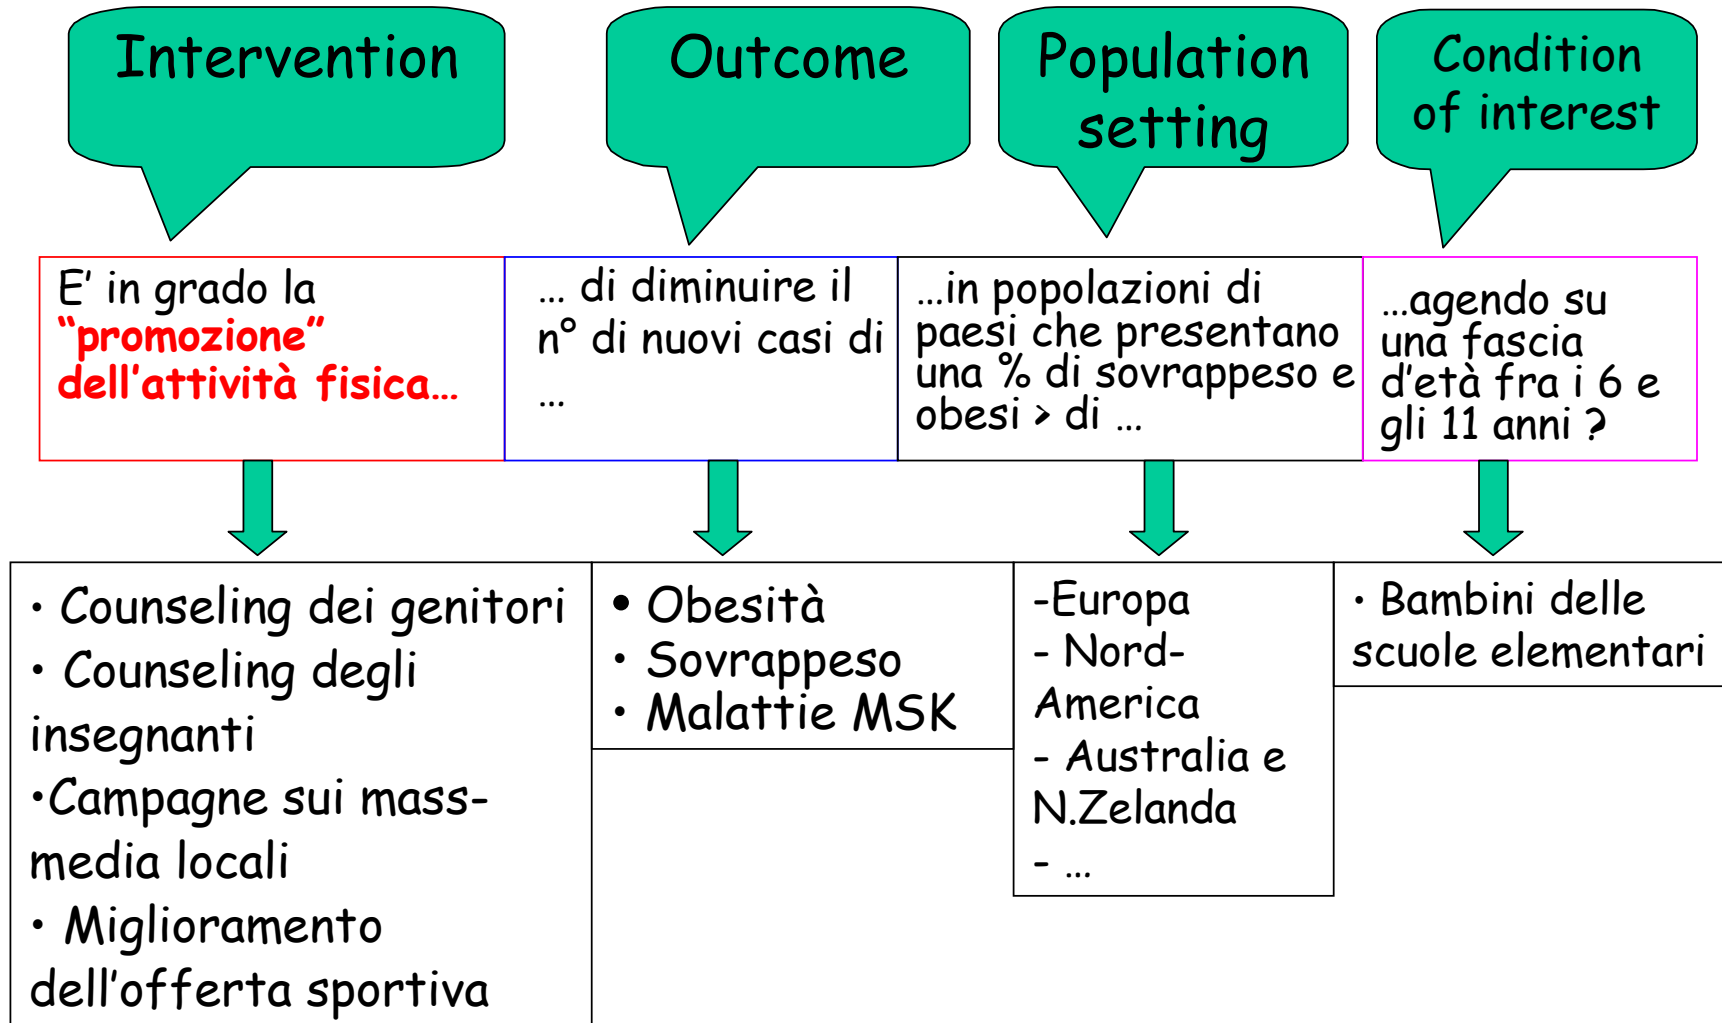 Intervention
Outcome
Population
setting
Condition
of interest
E' in grado la
“promozione”
dell'attività fisica…
… di diminuire il
n° di nuovi casi di
…
…in popolazioni di
paesi che presentano
una % di sovrappeso e
obesi > di …
…agendo su
una fascia
d'età fra i 6 e
gli 11 anni ?
• Counseling dei genitori
• Counseling degli
insegnanti
•Campagne sui mass-
media locali
• Miglioramento
dell'offerta sportiva
• Obesità
• Sovrappeso
• Malattie MSK
-Europa
- Nord-
America
- Australia e
N.Zelanda
- …
• Bambini delle
scuole elementari